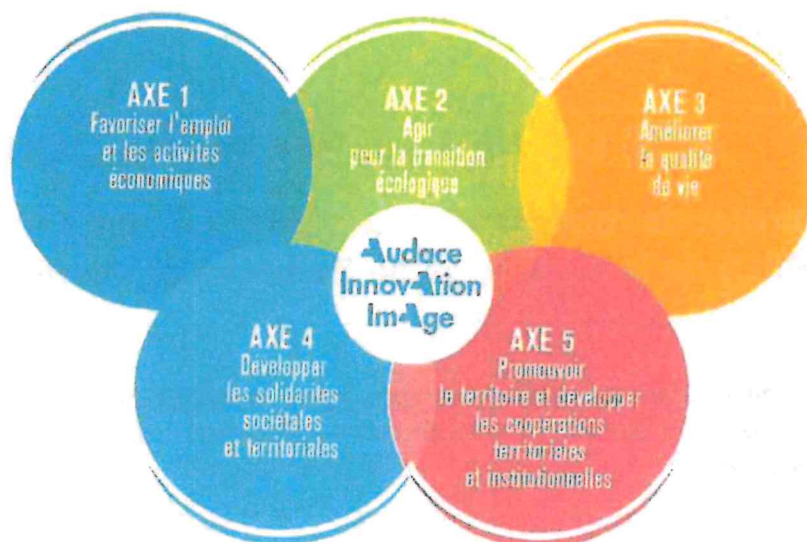 AXE 1
Favoriser l'emploi
et les activités
économiques
AXE 2
Agir
pour la transition
écologique
AXE 3
Améliorer
la qualité
de vie
Audace
InnovAtion
ImAge
AXE 4
Développer
les solidarités
sociétales
et territoriales
AXE 5
Promouvoir
le territoire et développer
les coopérations
territoriales
et institutionnelles